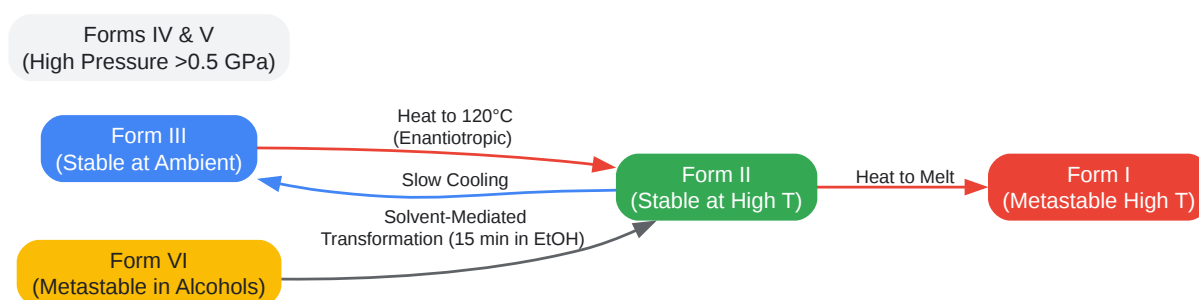 Forms IV & V
(High Pressure >0.5 GPa)
Heat to 120°C
(Enantiotropic)
Form III
(Stable at Ambient)
Slow Cooling
Form II
(Stable at High T)
Heat to Melt
Form I
(Metastable High T)
Solvent-Mediated
Transformation (15 min in EtOH)
Form VI
(Metastable in Alcohols)